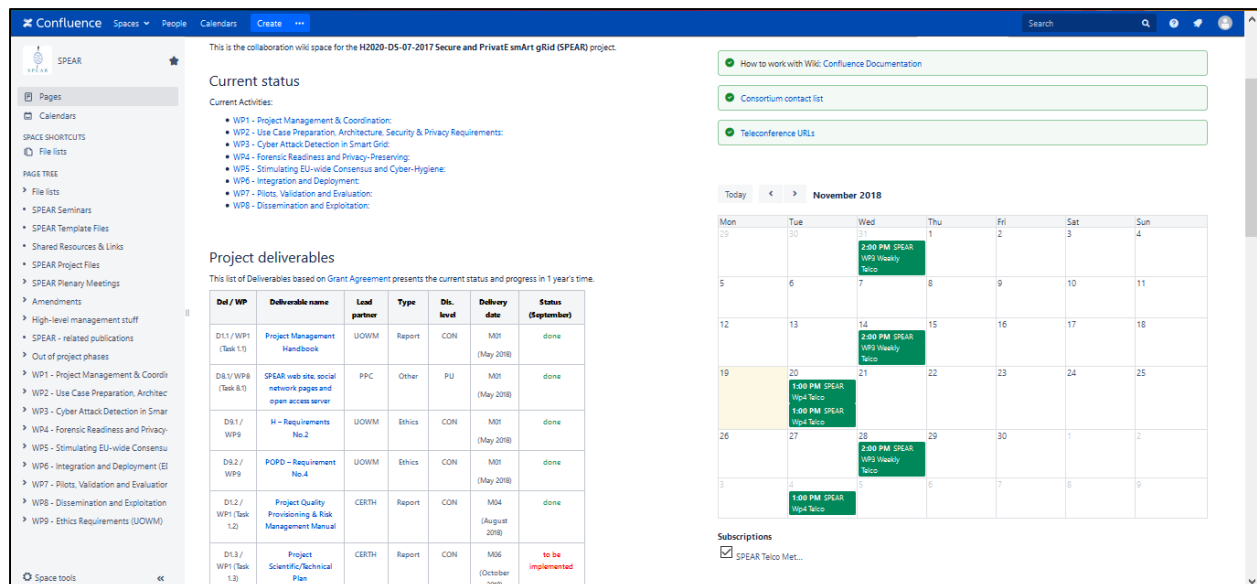 Confluence Spaces People Calendars Create ••• Search
SPEAR
SPEAR
Pages
Calendars
SPACE SHORTCUTS
File lists
PAGE TREE
File lists
SPEAR Seminars
SPEAR Template Files
Shared Resources & Links
SPEAR Project Files
SPEAR Plenary Meetings
Amendments
High-level management stuff
SPEAR - related publications
Out of project phases
WP1 - Project Management & Coordin
WP2 - Use Case Preparation, Architec
WP3 - Cyber Attack Detection in Smar
WP4 - Forensic Readiness and Privacy-
WP5 - Stimulating EU-wide Consensu
WP6 - Integration and Deployment (El
WP7 - Pilots, Validation and Evaluation
WP8 - Dissemination and Exploitation
WP9 - Ethics Requirements (UOWM)
Space tools «
This is the collaboration wiki space for the H2020-DS-07-2017 Secure and PrivatE smArt gRid (SPEAR) project.
Current status
Current Activities:
• WP1 - Project Management & Coordination:
• WP2 - Use Case Preparation, Architecture, Security & Privacy Requirements:
• WP3 - Cyber Attack Detection in Smart Grid:
• WP4 - Forensic Readiness and Privacy-Preserving:
• WP5 - Stimulating EU-wide Consensus and Cyber-Hygiene:
• WP6 - Integration and Deployment:
• WP7 - Pilots, Validation and Evaluation:
• WP8 - Dissemination and Exploitation:
Project deliverables
This list of Deliverables based on Grant Agreement presents the current status and progress in 1 year's time.
Del / WP Deliverable name Lead partner Type Dis. level Delivery date Status (September)
D1.1 / WP1 (Task 1.1) Project Management Handbook UOWM Report CON M01 (May 2018) done
D8.1/ WP8 (Task 8.1) SPEAR web site, social network pages and open access server PPC Other PU M01 (May 2018) done
D9.1 / WP9 H – Requirements No.2 UOWM Ethics CON M01 (May 2018) done
D9.2 / WP9 POPD – Requirement No.4 UOWM Ethics CON M01 (May 2018) done
D1.2 / WP1 (Task 1.2) Project Quality Provisioning & Risk Management Manual CERTH Report CON M04 (August 2018) done
D1.3 / WP1 (Task 1.3) Project Scientific/Technical Plan CERTH Report CON M06 (October 2018) to be implemented
How to work with Wiki: Confluence Documentation
Consortium contact list
Teleconference URLs
Today < > November 2018
Mon Tue Wed Thu Fri Sat Sun
29 30 31 1 2 3 4
2:00 PM SPEAR
WP3 Weekly
Telco
5 6 7 8 9 10 11
12 13 14 15 16 17 18
2:00 PM SPEAR
WP3 Weekly
Telco
19 20 21 22 23 24 25
1:00 PM SPEAR
Wp4 Telco
1:00 PM SPEAR
Wp4 Telco
26 27 28 29 30 1 2
2:00 PM SPEAR
WP3 Weekly
Telco
3 4 5 6 7 8 9
1:00 PM SPEAR
Wp4 Telco
Subscriptions
SPEAR Telco Met...